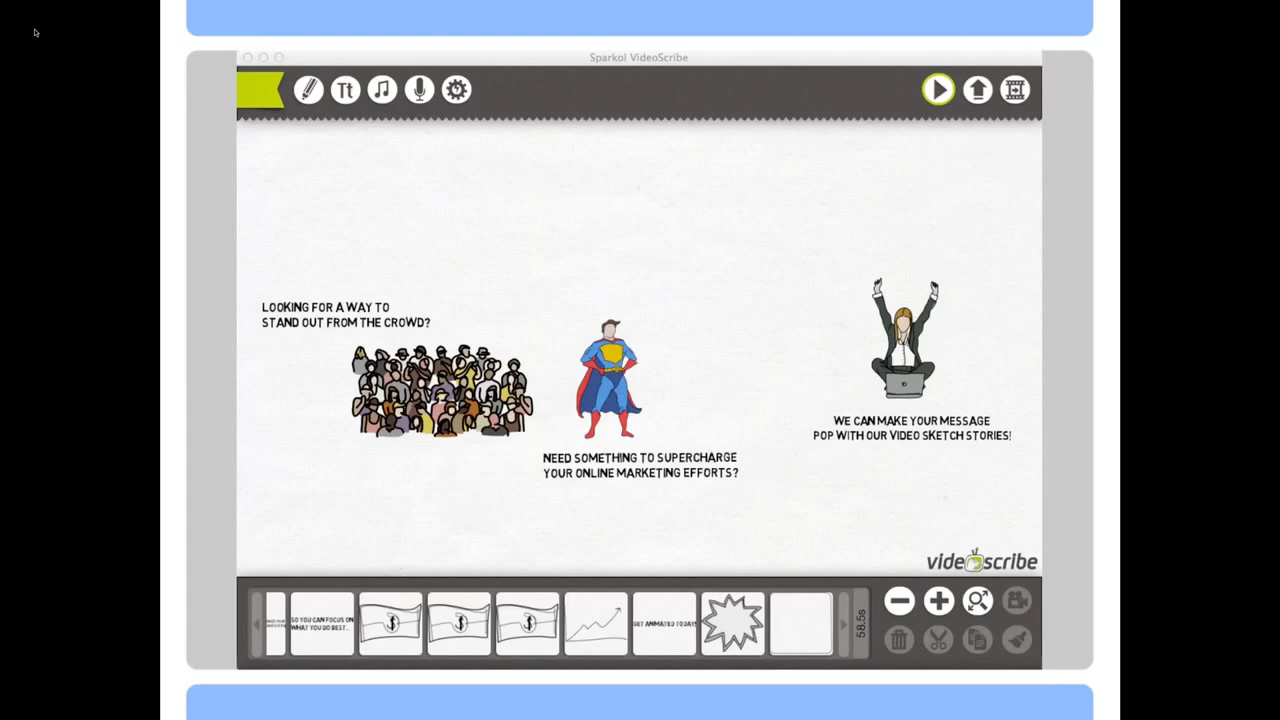 Sparkol VideoScribe
Tt
LOOKING FOR A WAY TO
STAND OUT FROM THE CROWD?
NEED SOMETHING TO SUPERCHARGE
YOUR ONLINE MARKETING EFFORTS?
WE CAN MAKE YOUR MESSAGE
POP WITH OUR VIDEO SKETCH STORIES!
videoscribe
SO YOU CAN FOCUS ON
WHAT YOU DO BEST...
$
$
$
GET ANIMATED TODAY!
58.5s